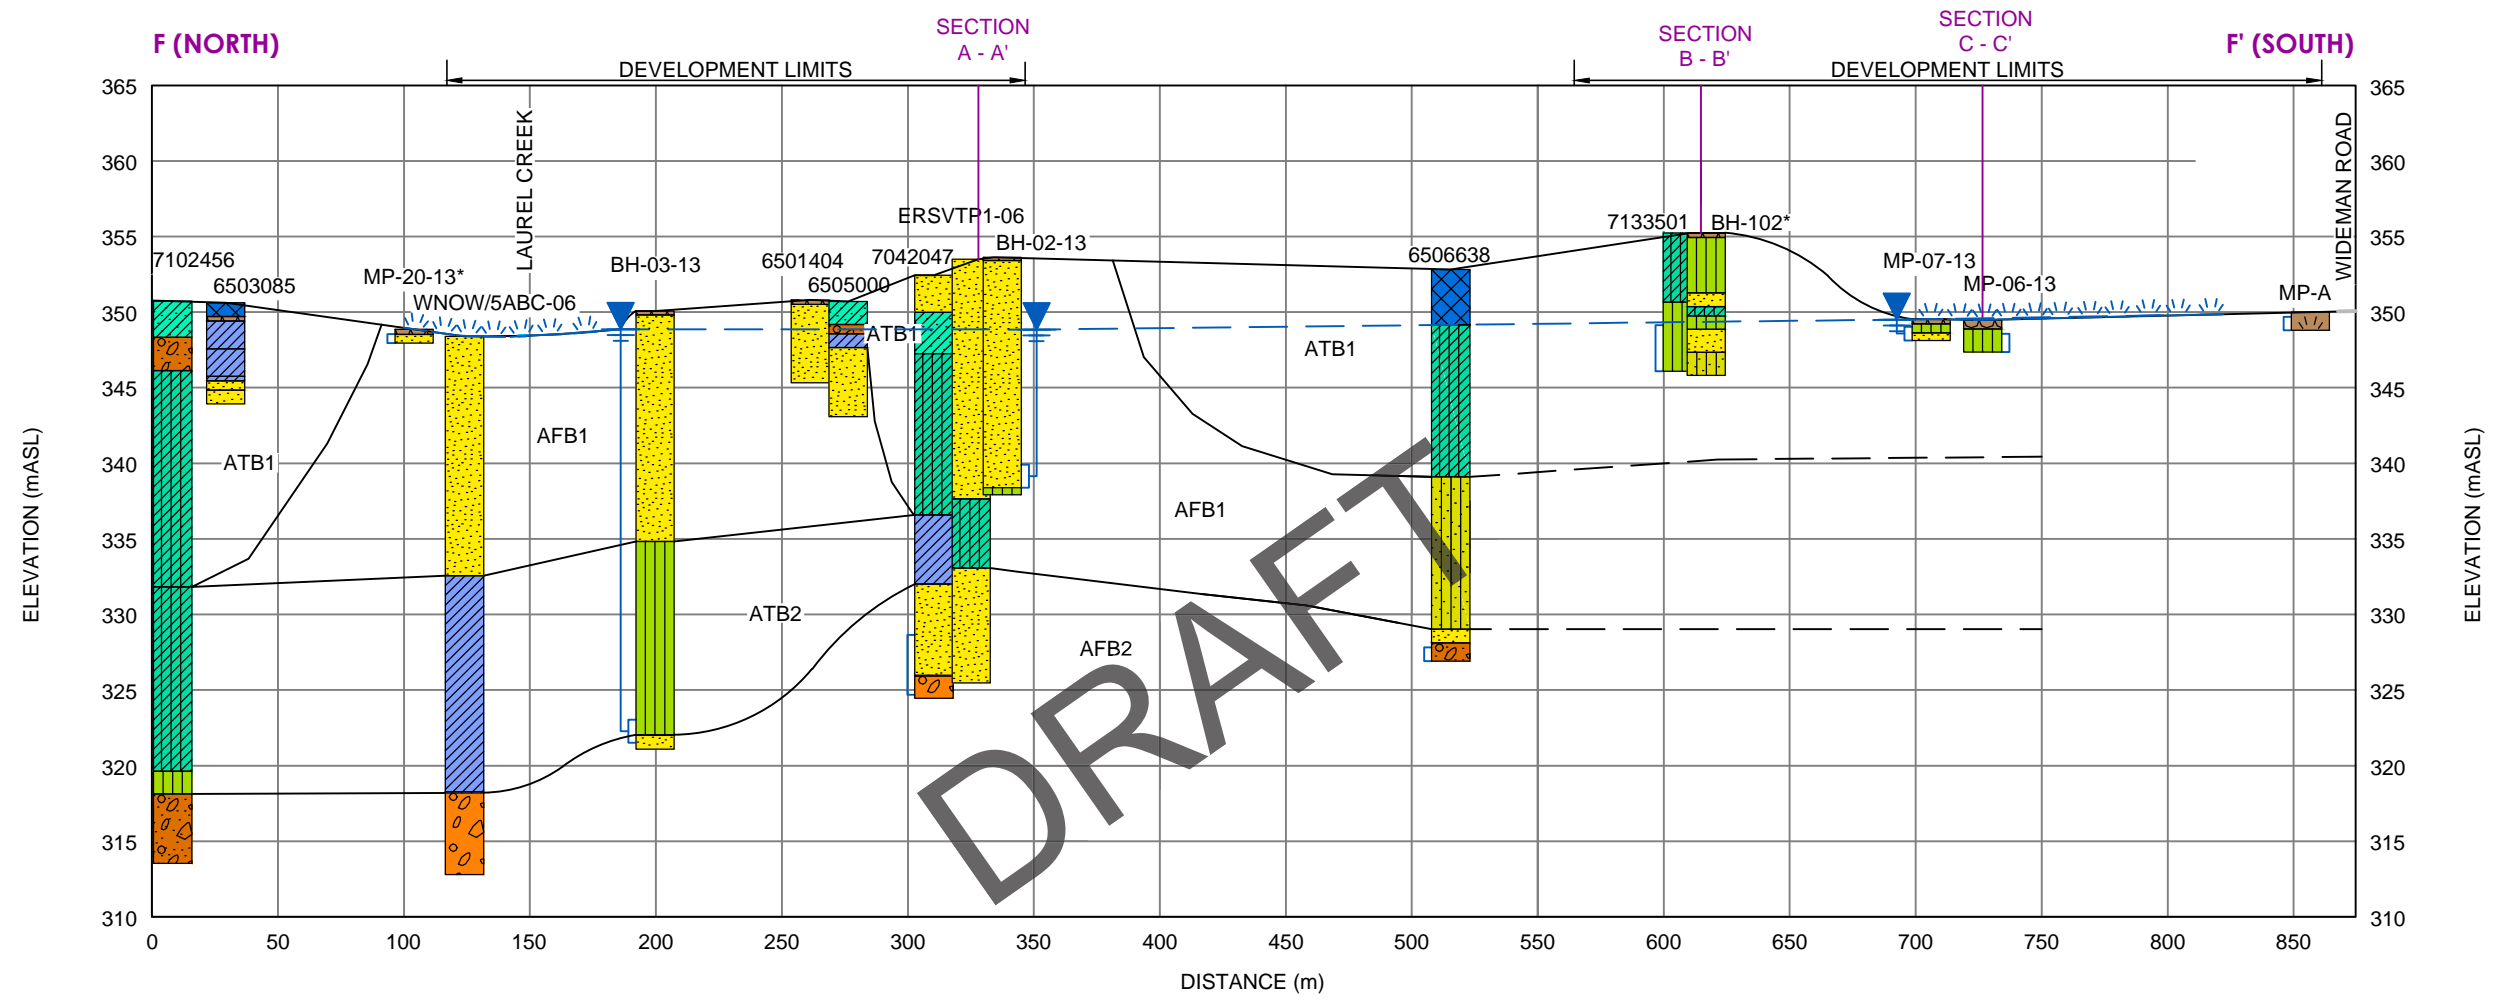 F (NORTH)
SECTION
A - A'
SECTION
B - B'
SECTION
C - C'
F' (SOUTH)
DEVELOPMENT LIMITS
DEVELOPMENT LIMITS
LAUREL CREEK
WIDEMAN ROAD
7102456
6503085
MP-20-13*
WNOW/5ABC-06
BH-03-13
6501404
6505000
7042047
ERSVTP1-06
BH-02-13
6506638
7133501
BH-102*
MP-07-13
MP-06-13
MP-A
ATB1
AFB1
ATB1
ATB1
ATB2
AFB1
AFB2
DRAFT
ELEVATION (mASL)
365
360
355
350
345
340
335
330
325
320
315
310
365
360
355
350
345
340
335
330
325
320
315
310
ELEVATION (mASL)
0 50 100 150 200 250 300 350 400 450 500 550 600 650 700 750 800 850
DISTANCE (m)